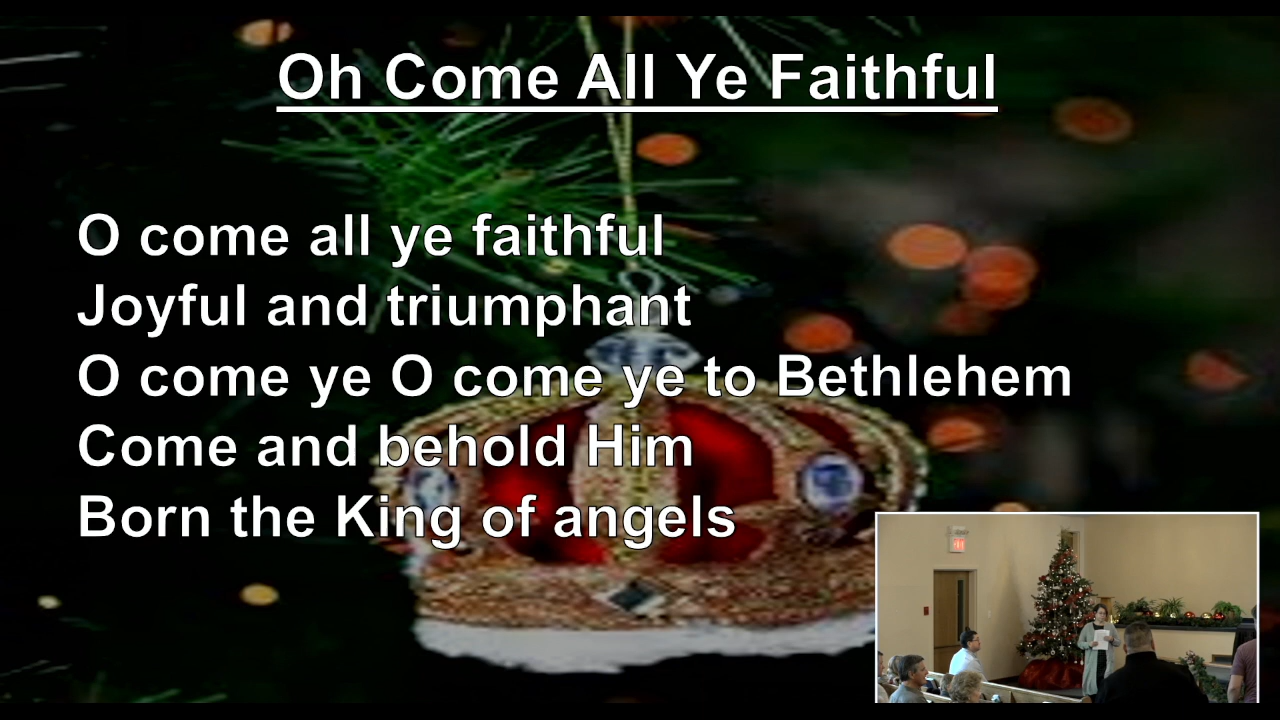 Oh Come All Ye Faithful
O come all ye faithful
Joyful and triumphant
O come ye O come ye to Bethlehem
Come and behold Him
Born the King of angels